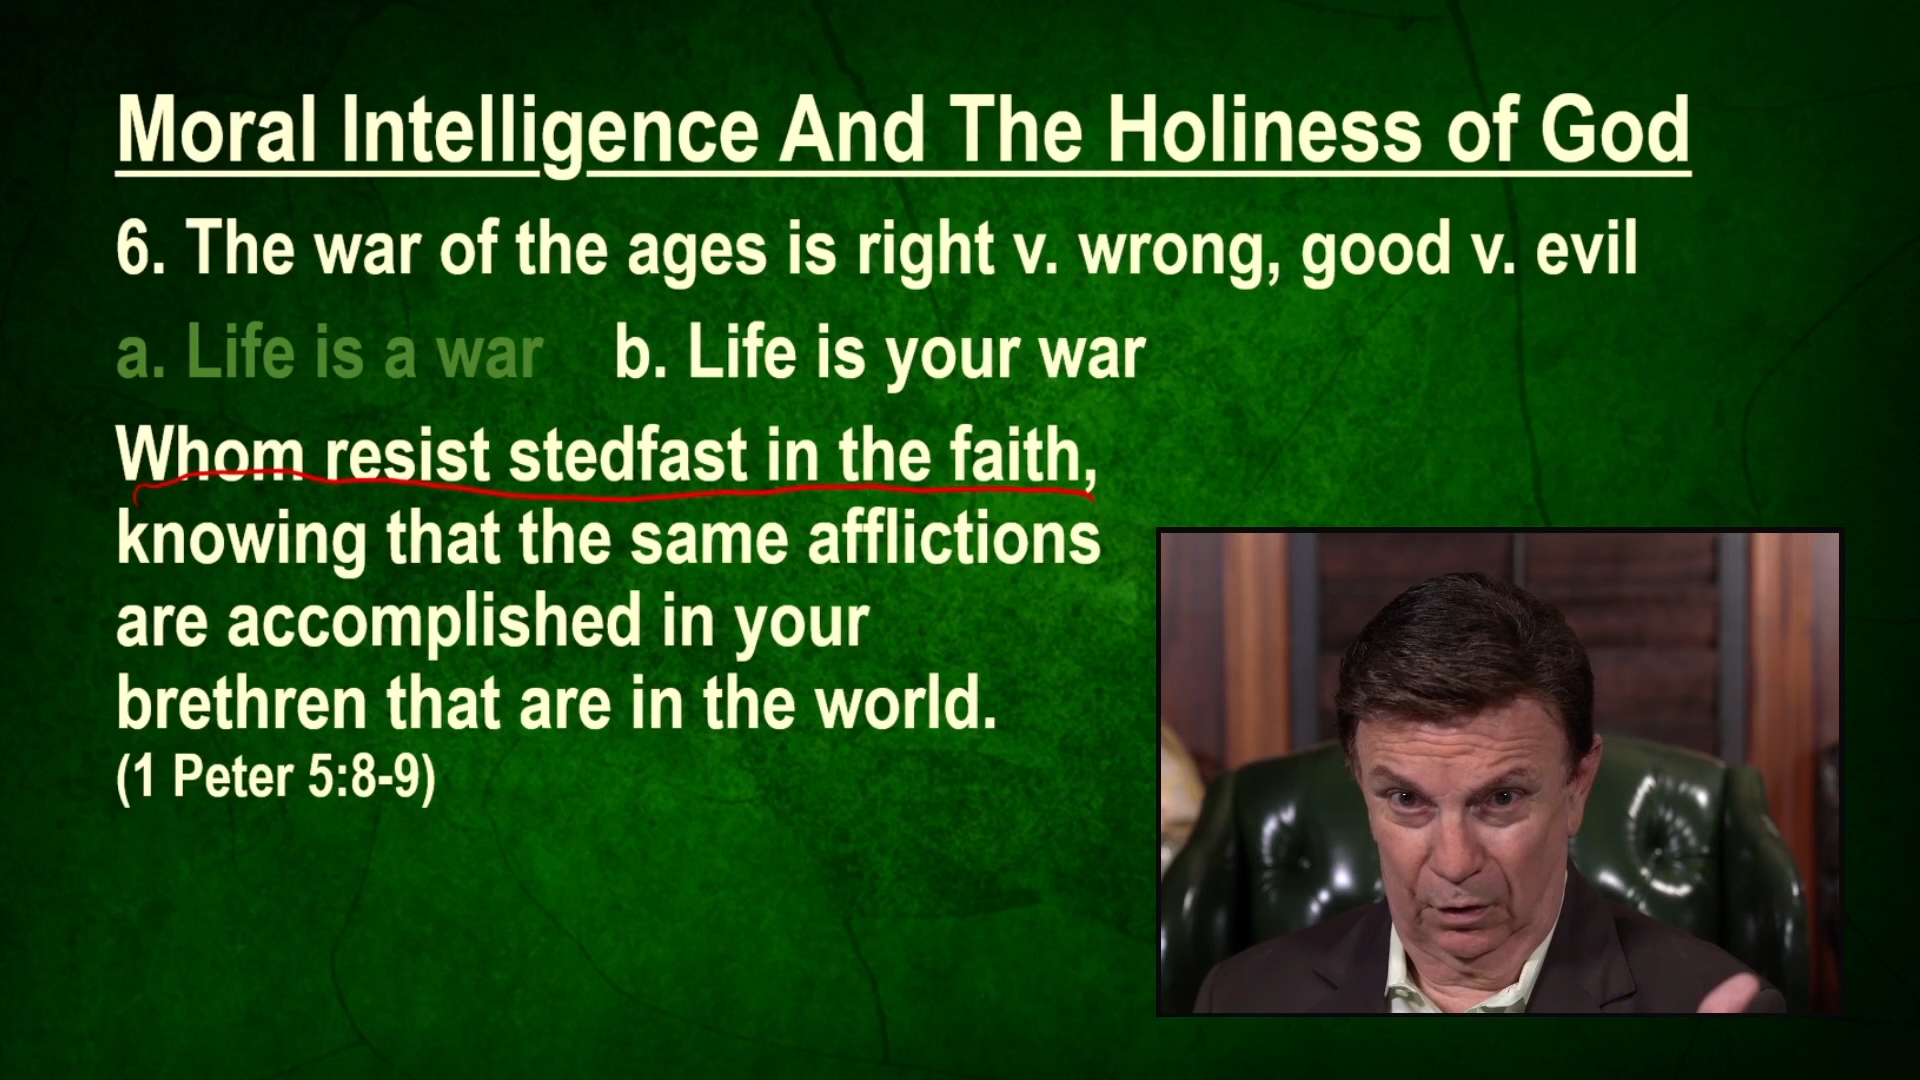 Moral Intelligence And The Holiness of God
6. The war of the ages is right v. wrong, good v. evil
a. Life is a war b. Life is your war
Whom resist stedfast in the faith,
knowing that the same afflictions
are accomplished in your
brethren that are in the world.
(1 Peter 5:8-9)